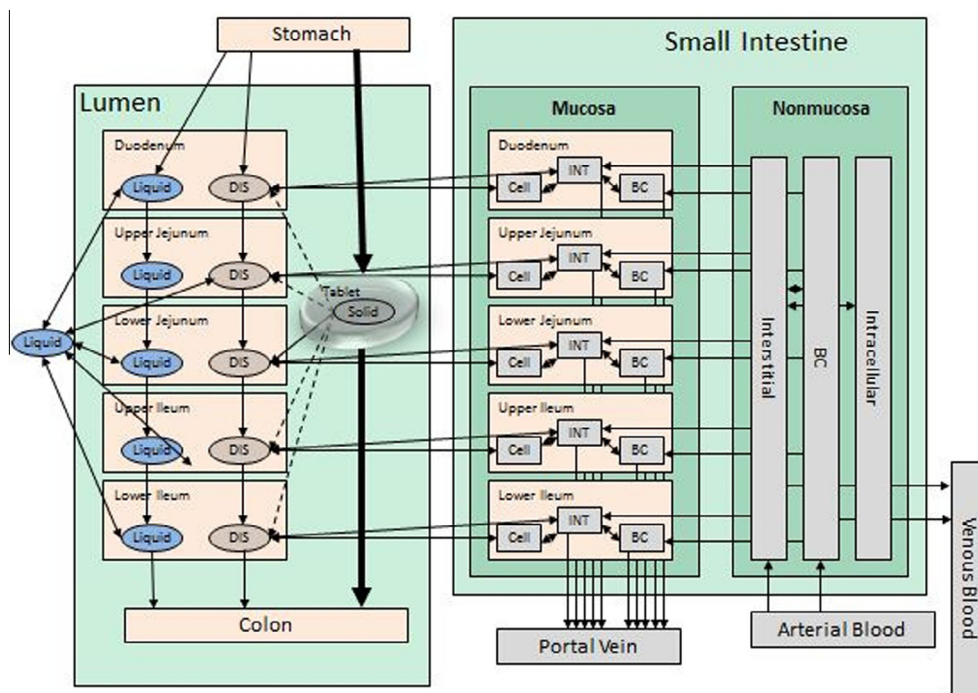 Stomach
Lumen
Duodenum
Liquid
DIS
Upper Jejunum
Liquid
DIS
Tablet
Solid
Liquid
Lower Jejunum
Liquid
DIS
Upper Ileum
Liquid
DIS
Lower Ileum
Liquid
DIS
Colon
Small Intestine
Mucosa
Duodenum
Cell
INT
BC
Upper Jejunum
Cell
INT
BC
Lower Jejunum
Cell
INT
BC
Upper Ileum
Cell
INT
BC
Lower Ileum
Cell
INT
BC
Portal Vein
Nonmucosa
Interstitial
BC
Intracellular
Arterial Blood
Venous Blood